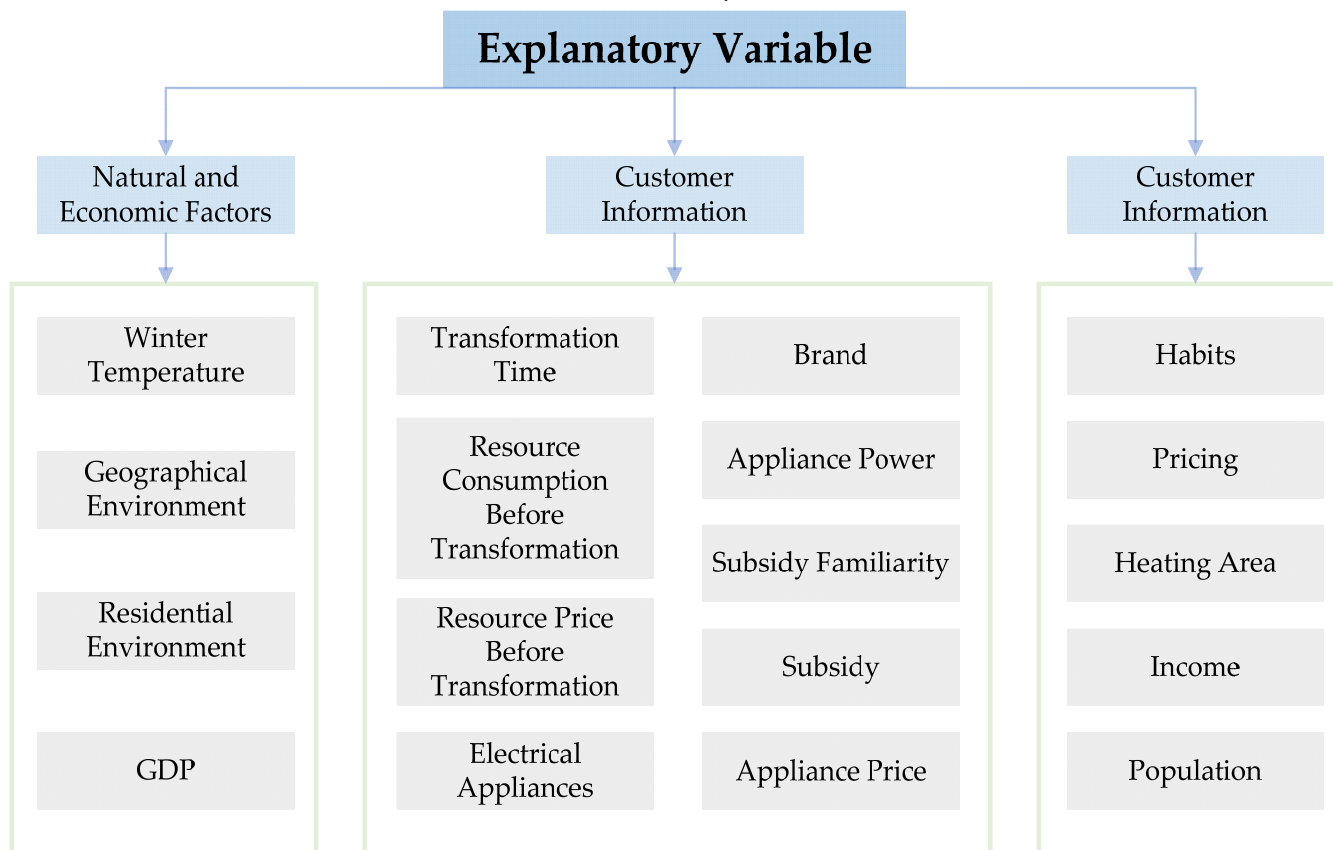 Explanatory Variable
Natural and
Economic Factors
Customer
Information
Customer
Information
Winter
Temperature
Geographical
Environment
Residential
Environment
GDP
Transformation
Time
Resource
Consumption
Before
Transformation
Resource Price
Before
Transformation
Electrical
Appliances
Brand
Appliance Power
Subsidy Familiarity
Subsidy
Appliance Price
Habits
Pricing
Heating Area
Income
Population